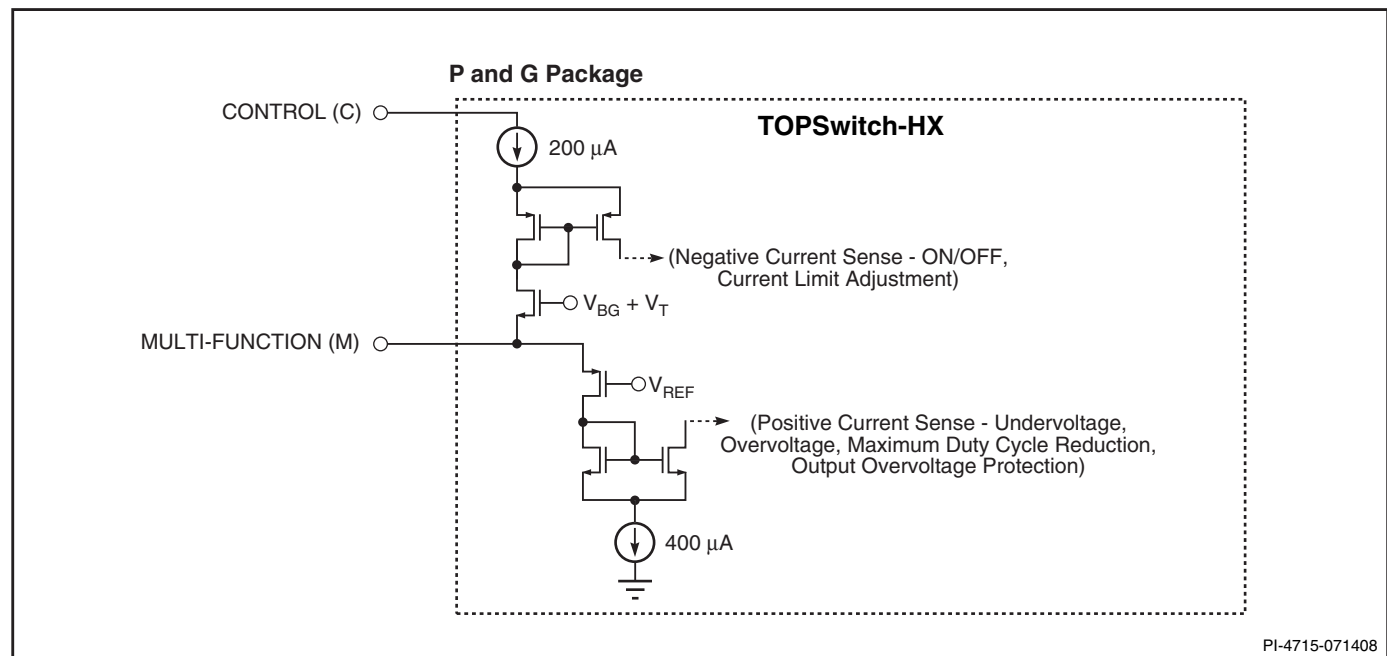 P and G Package
CONTROL (C)
TOPSwitch-HX
200 μA
(Negative Current Sense - ON/OFF,
Current Limit Adjustment)
V_BG + V_T
MULTI-FUNCTION (M)
V_REF
(Positive Current Sense - Undervoltage,
Overvoltage, Maximum Duty Cycle Reduction,
Output Overvoltage Protection)
400 μA
PI-4715-071408